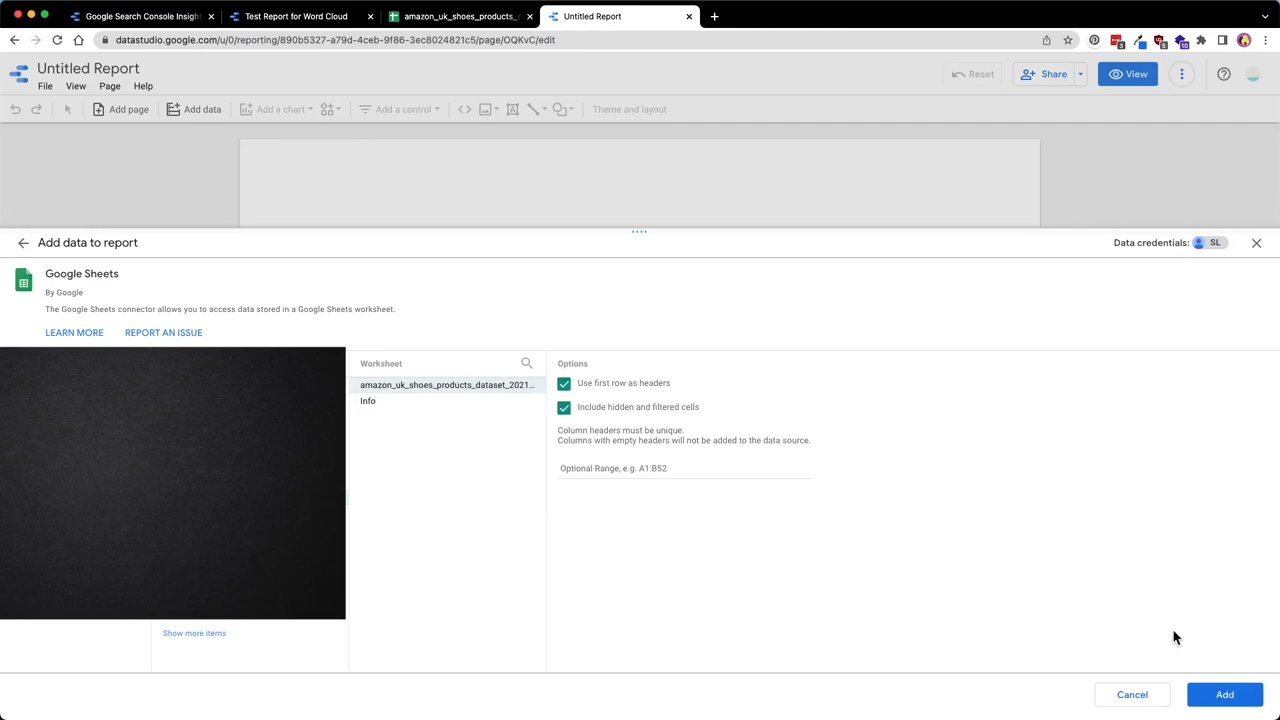 Google Search Console Insight
Test Report for Word Cloud
amazon_uk_shoes_products_
Untitled Report
datastudio.google.com/u/0/reporting/890b5327-a79d-4ceb-9f86-3ec8024821c5/page/OQKvC/edit
Untitled Report
File View Page Help
Reset
Share
View
Add page
Add data
Add a chart
Add a control
Theme and layout
Add data to report
Data credentials: SL
Google Sheets
By Google
The Google Sheets connector allows you to access data stored in a Google Sheets worksheet.
LEARN MORE REPORT AN ISSUE
Worksheet
amazon_uk_shoes_products_dataset_2021...
Info
Options
Use first row as headers
Include hidden and filtered cells
Column headers must be unique.
Columns with empty headers will not be added to the data source.
Optional Range, e.g. A1:B52
Show more items
Cancel
Add